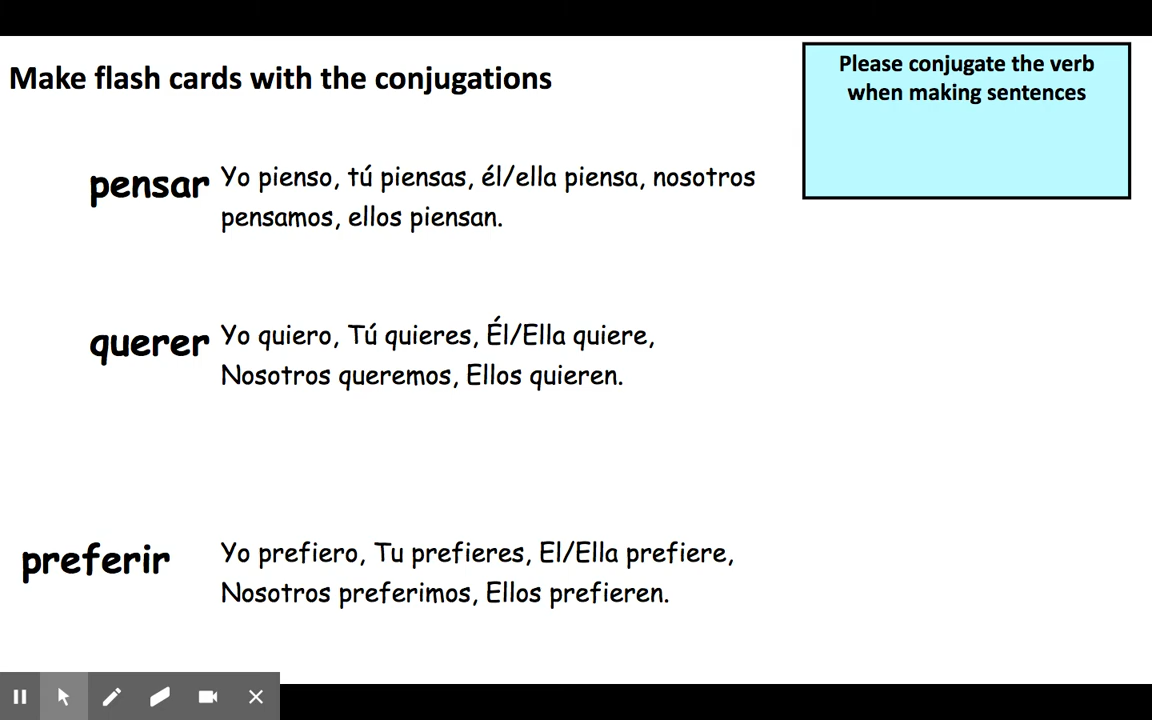 Make flash cards with the conjugations
Please conjugate the verb
when making sentences
pensar
Yo pienso, tú piensas, él/ella piensa, nosotros
pensamos, ellos piensan.
querer
Yo quiero, Tú quieres, Él/Ella quiere,
Nosotros queremos, Ellos quieren.
preferir
Yo prefiero, Tu prefieres, El/Ella prefiere,
Nosotros preferimos, Ellos prefieren.